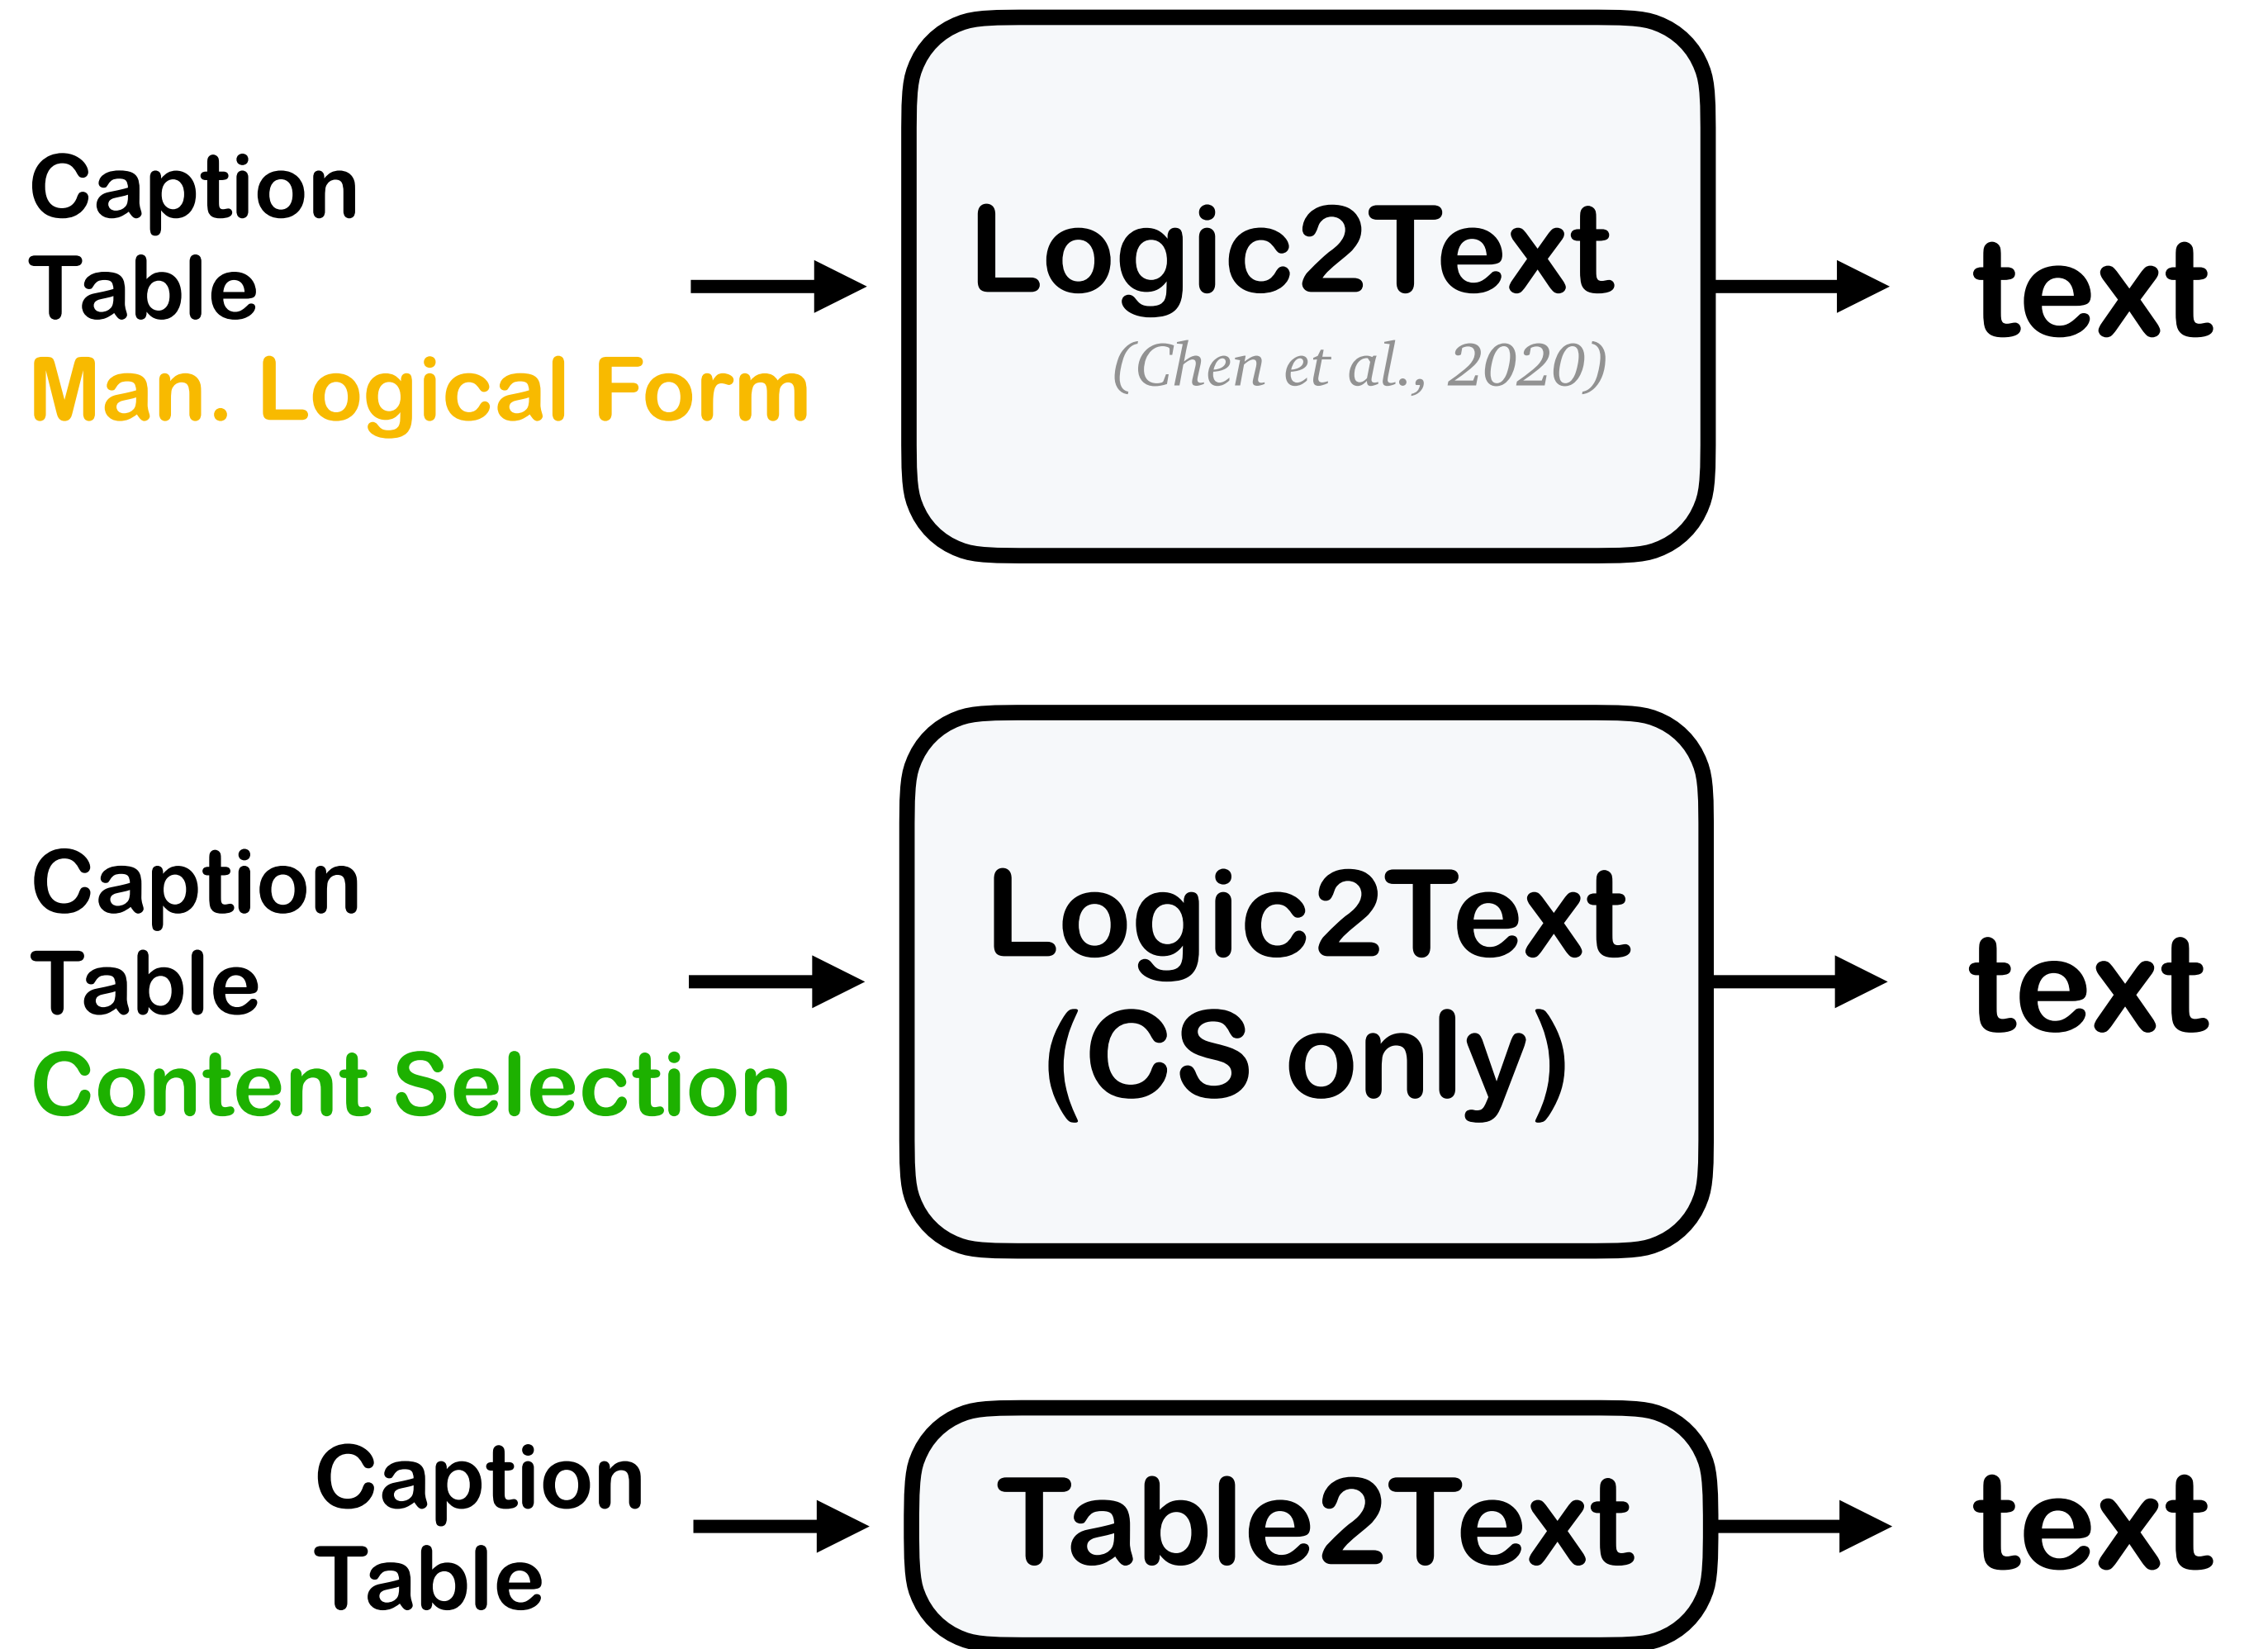 Caption
Table
Man. Logical Form
Logic2Text
(Chen et al., 2020)
text
Caption
Table
Content Selection
Logic2Text
(CS only)
text
Caption
Table
Table2Text
text